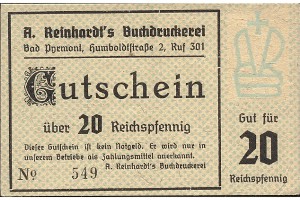 A. Reinhardt's Buchdruckerei
Bad Pyrmont, Humboldtstraße 2, Ruf 301
Gutschein
über 20 Reichspfennig
Dieser Gutschein ist kein Notgeld. Er wird nur in
unserem Betriebe als Zahlungsmittel anerkannt.
No 549 A. Reinhardt's Buchdruckerei
Gut für
20
Reichspfennig